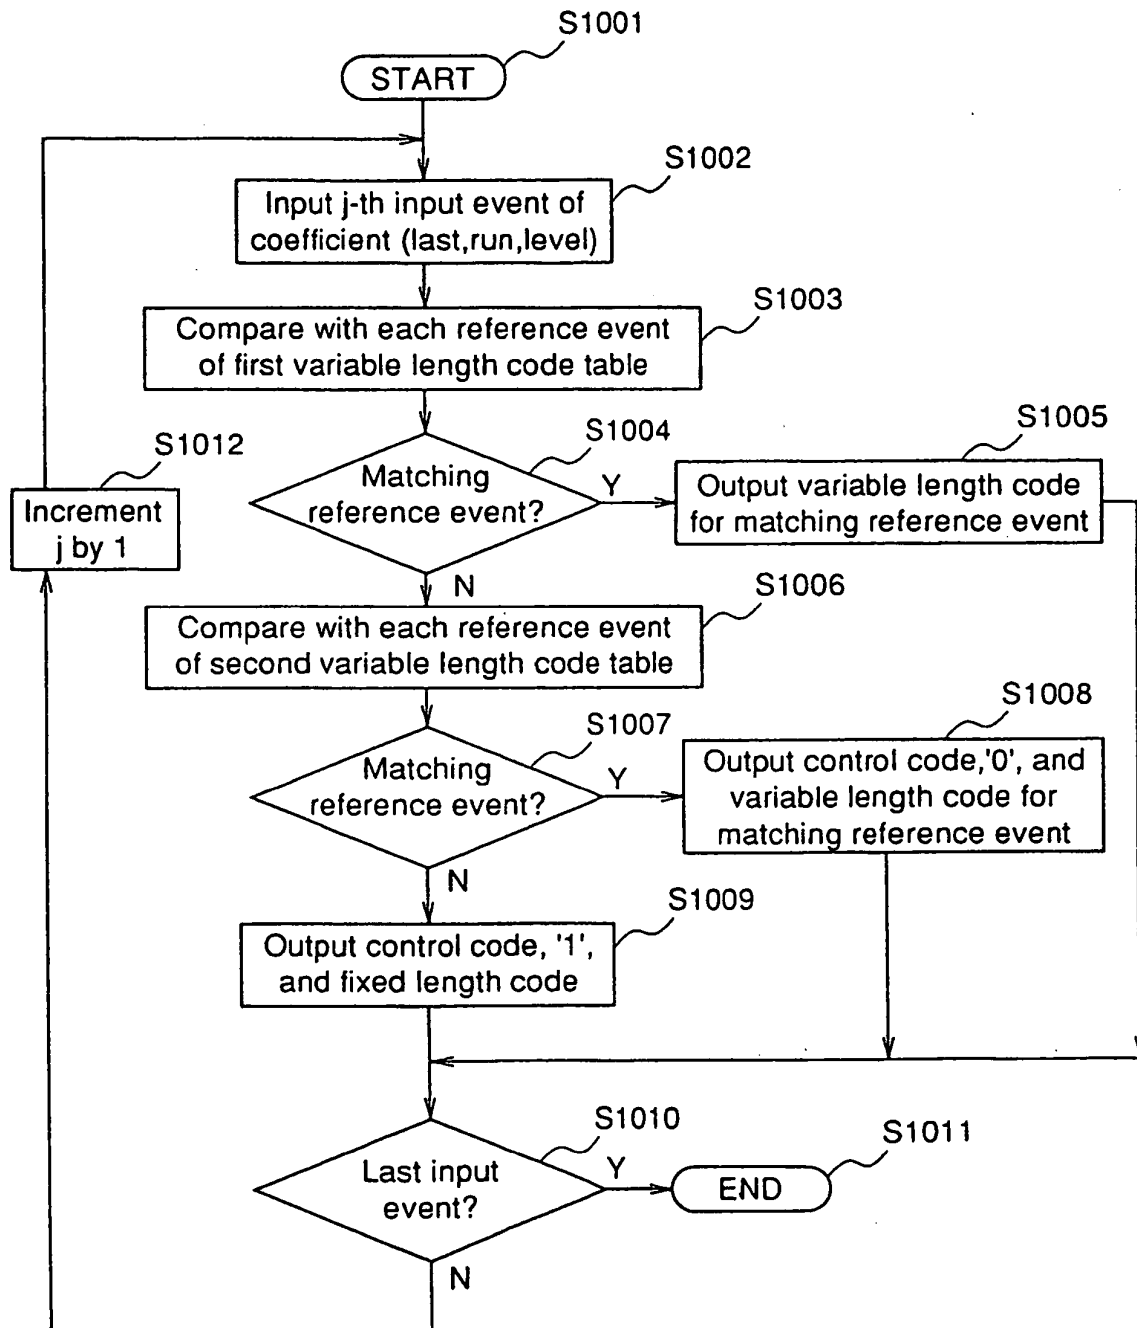 S1001
START
S1002
Input j-th input event of
coefficient (last,run,level)
S1003
Compare with each reference event
of first variable length code table
S1004
Matching
reference event?
Y
N
S1005
Output variable length code
for matching reference event
S1012
Increment
j by 1
S1006
Compare with each reference event
of second variable length code table
S1007
Matching
reference event?
Y
N
S1008
Output control code,'0', and
variable length code for
matching reference event
S1009
Output control code, '1',
and fixed length code
S1010
Last input
event?
Y
N
S1011
END